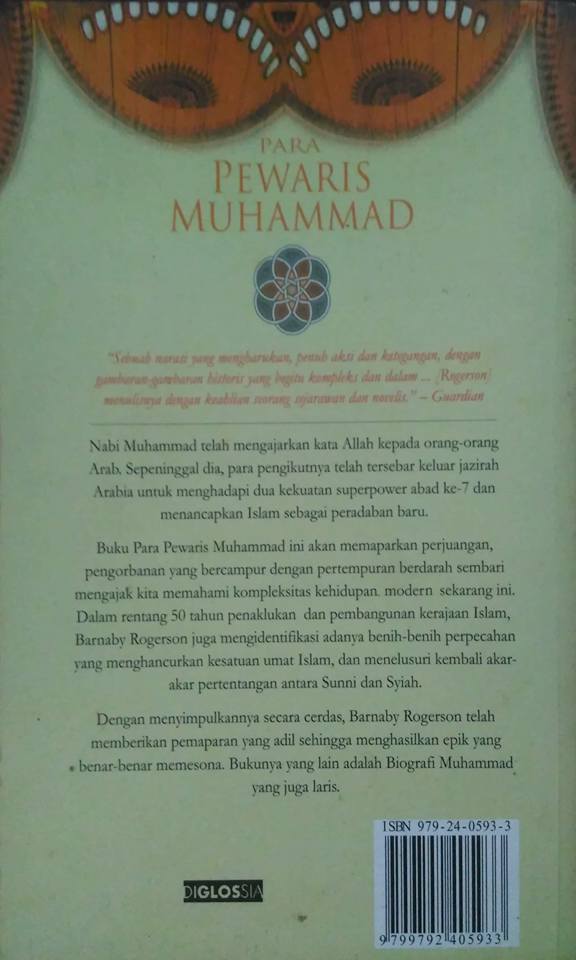 PARA
PEWARIS
MUHAMMAD
"Sebuah narasi yang mengharukan, penuh aksi dan ketegangan, dengan
gambaran-gambaran historis yang begitu kompleks dan dalam ... [Rogerson]
menulisnya dengan keahlian seorang sejarawan dan novelis." – Guardian
Nabi Muhammad telah mengajarkan kata Allah kepada orang-orang
Arab. Sepeninggal dia, para pengikutnya telah tersebar keluar jazirah
Arabia untuk menghadapi dua kekuatan superpower abad ke-7 dan
menancapkan Islam sebagai peradaban baru.
Buku Para Pewaris Muhammad ini akan memaparkan perjuangan,
pengorbanan yang bercampur dengan pertempuran berdarah sembari
mengajak kita memahami kompleksitas kehidupan modern sekarang ini.
Dalam rentang 50 tahun penaklukan dan pembangunan kerajaan Islam,
Barnaby Rogerson juga mengidentifikasi adanya benih-benih perpecahan
yang menghancurkan kesatuan umat Islam, dan menelusuri kembali akar-
akar pertentangan antara Sunni dan Syiah.
Dengan menyimpulkannya secara cerdas, Barnaby Rogerson telah
memberikan pemaparan yang adil sehingga menghasilkan epik yang
benar-benar memesona. Bukunya yang lain adalah Biografi Muhammad
yang juga laris.
ISBN 979-24-0593-3
DIGLOSSIA
9 799792 405933